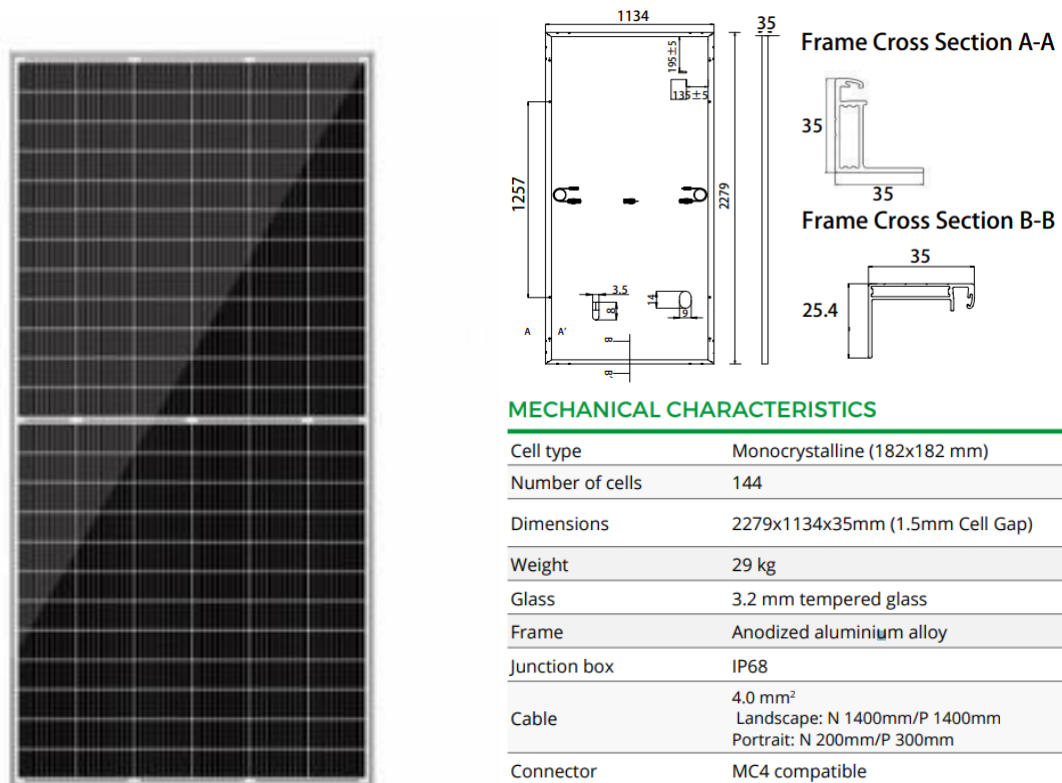 1134
35
195±5
135±5
1257
2279
3.5
8
14
9
A A'
B
B'
Frame Cross Section A-A
35
35
Frame Cross Section B-B
35
25.4
MECHANICAL CHARACTERISTICS
Cell type Monocrystalline (182x182 mm)
Number of cells 144
Dimensions 2279x1134x35mm (1.5mm Cell Gap)
Weight 29 kg
Glass 3.2 mm tempered glass
Frame Anodized aluminium alloy
Junction box IP68
Cable 4.0 mm²
Landscape: N 1400mm/P 1400mm
Portrait: N 200mm/P 300mm
Connector MC4 compatible